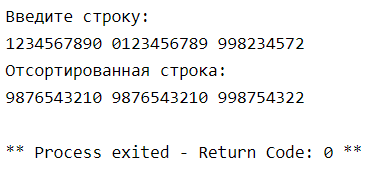 Введите строку:
1234567890 0123456789 998234572
Отсортированная строка:
9876543210 9876543210 998754322
** Process exited - Return Code: 0 **